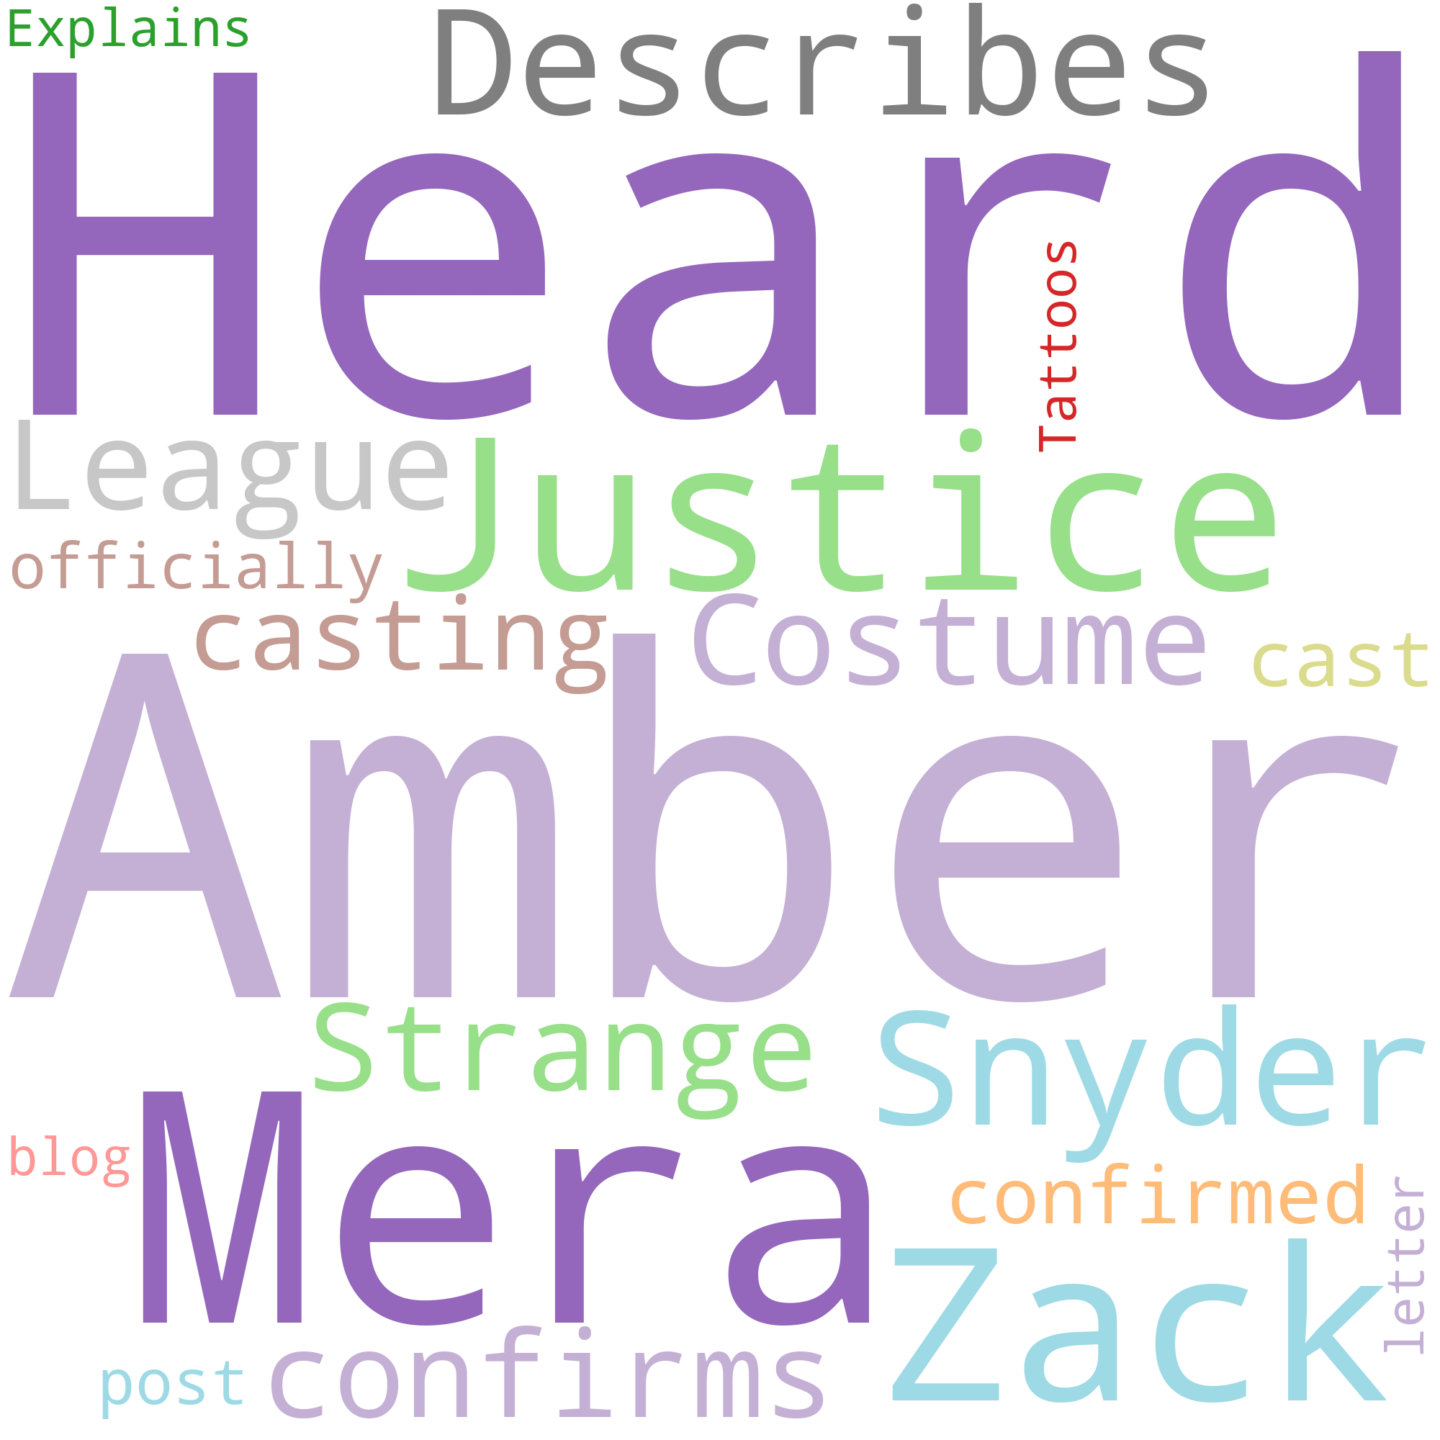 Explains
Describes
Heard
Tattoos
League
Justice
officially
casting
Costume
cast
Amber
Strange
Snyder
Mera
blog
confirmed
letter
Zack
post
confirms